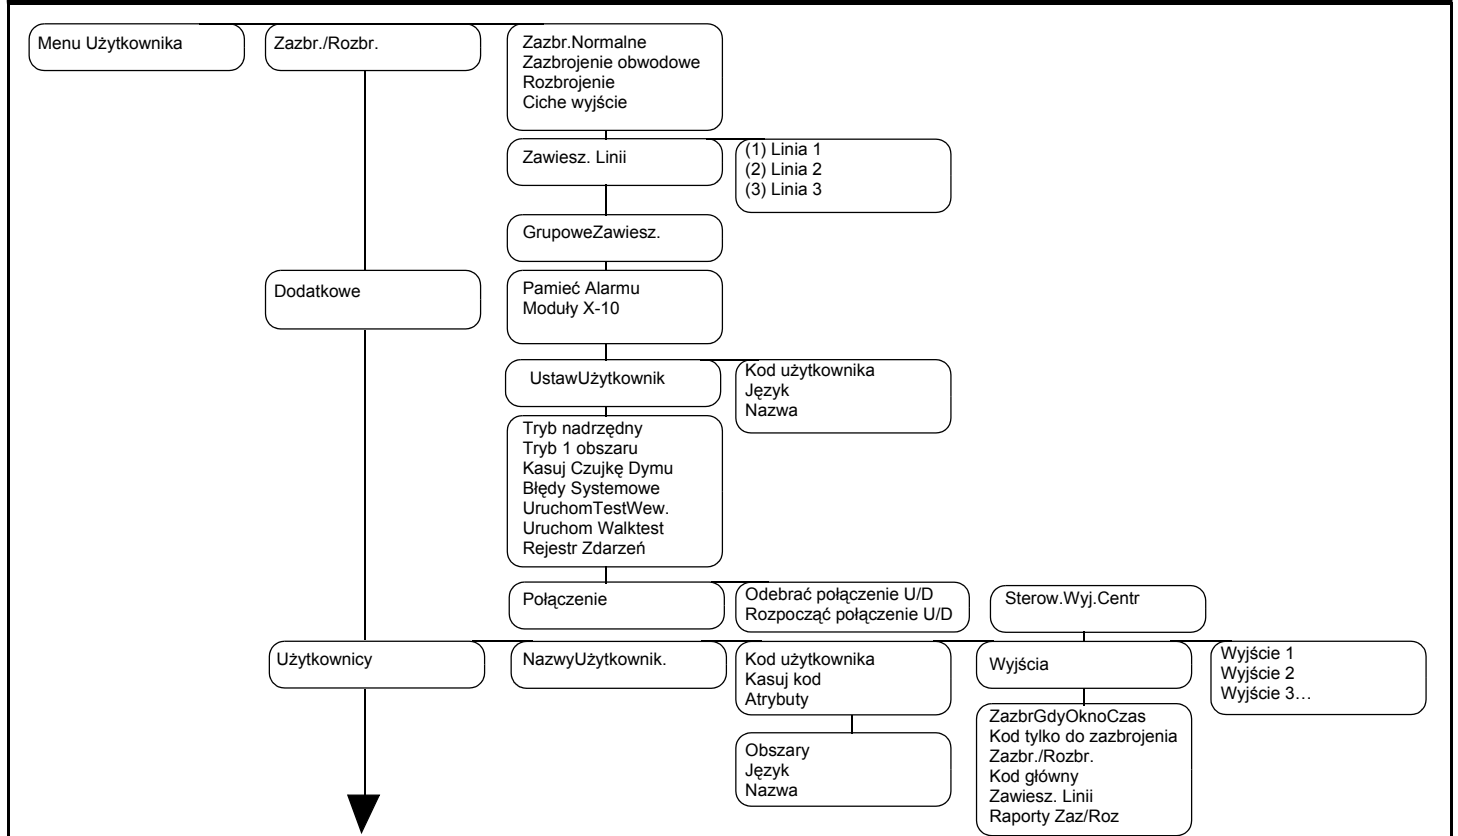 Menu Użytkownika
Zazbr./Rozbr.
Zazbr.Normalne
Zazbrojenie obwodowe
Rozbrojenie
Ciche wyjście
Zawiesz. Linii
(1) Linia 1
(2) Linia 2
(3) Linia 3
GrupoweZawiesz.
Dodatkowe
Pamieć Alarmu
Moduły X-10
UstawUżytkownik
Kod użytkownika
Język
Nazwa
Tryb nadrzędny
Tryb 1 obszaru
Kasuj Czujkę Dymu
Błędy Systemowe
UruchomTestWew.
Uruchom Walktest
Rejestr Zdarzeń
Połączenie
Odebrać połączenie U/D
Rozpocząć połączenie U/D
Sterow.Wyj.Centr
Użytkownicy
NazwyUżytkownik.
Kod użytkownika
Kasuj kod
Atrybuty
Wyjścia
Wyjście 1
Wyjście 2
Wyjście 3…
Obszary
Język
Nazwa
ZazbrGdyOknoCzas
Kod tylko do zazbrojenia
Zazbr./Rozbr.
Kod główny
Zawiesz. Linii
Raporty Zaz/Roz